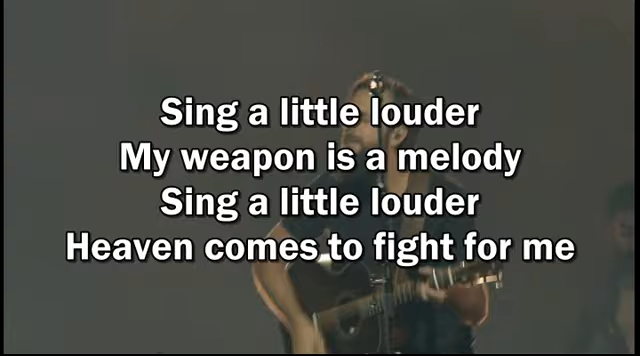 Sing a little louder
My weapon is a melody
Sing a little louder
Heaven comes to fight for me